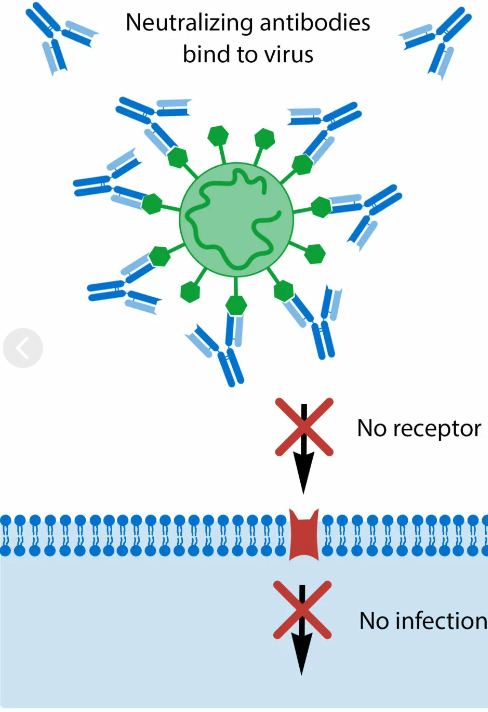 Neutralizing antibodies
bind to virus
No receptor
No infection